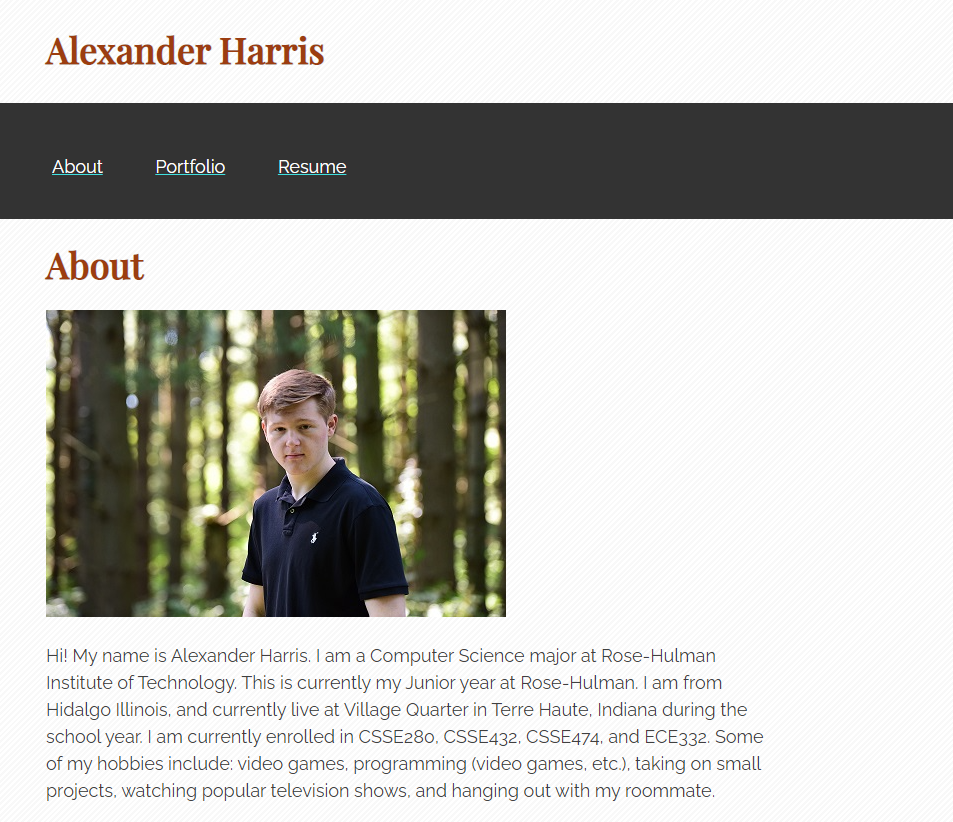 Alexander Harris
About Portfolio Resume
About
Hi! My name is Alexander Harris. I am a Computer Science major at Rose-Hulman
Institute of Technology. This is currently my Junior year at Rose-Hulman. I am from
Hidalgo Illinois, and currently live at Village Quarter in Terre Haute, Indiana during the
school year. I am currently enrolled in CSSE280, CSSE432, CSSE474, and ECE332. Some
of my hobbies include: video games, programming (video games, etc.), taking on small
projects, watching popular television shows, and hanging out with my roommate.